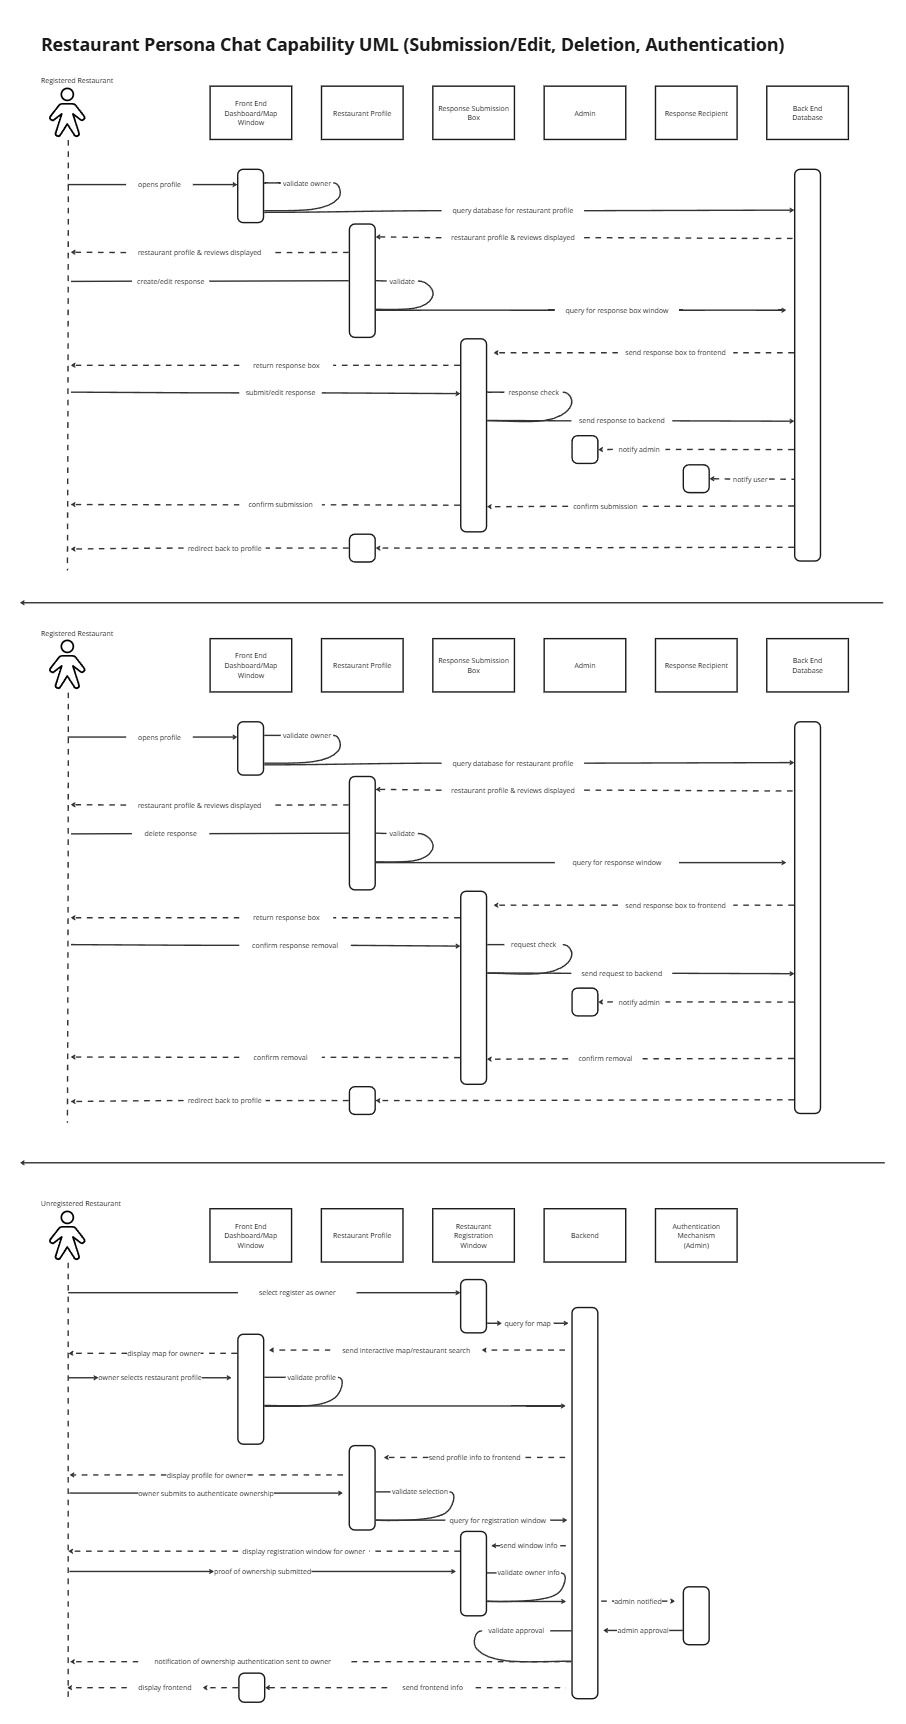 Restaurant Persona Chat Capability UML (Submission/Edit, Deletion, Authentication)
Registered Restaurant
Front End
Dashboard/Map
Window
Restaurant Profile
Response Submission
Box
Admin
Response Recipient
Back End
Database
opens profile
validate owner
query database for restaurant profile
restaurant profile & reviews displayed
restaurant profile & reviews displayed
create/edit response
validate
query for response box window
send response box to frontend
return response box
submit/edit response
response check
send response to backend
notify admin
notify user
confirm submission
confirm submission
redirect back to profile
Registered Restaurant
Front End
Dashboard/Map
Window
Restaurant Profile
Response Submission
Box
Admin
Response Recipient
Back End
Database
opens profile
validate owner
query database for restaurant profile
restaurant profile & reviews displayed
restaurant profile & reviews displayed
delete response
validate
query for response window
send response box to frontend
return response box
confirm response removal
request check
send request to backend
notify admin
confirm removal
confirm removal
redirect back to profile
Unregistered Restaurant
Front End
Dashboard/Map
Window
Restaurant Profile
Restaurant
Registration
Window
Backend
Authentication
Mechanism
(Admin)
select register as owner
query for map
send interactive map/restaurant search
display map for owner
owner selects restaurant profile
validate profile
send profile info to frontend
display profile for owner
owner submits to authenticate ownership
validate selection
query for registration window
send window info
display registration window for owner
proof of ownership submitted
validate owner info
admin notified
validate approval
admin approval
notification of ownership authentication sent to owner
display frontend
send frontend info